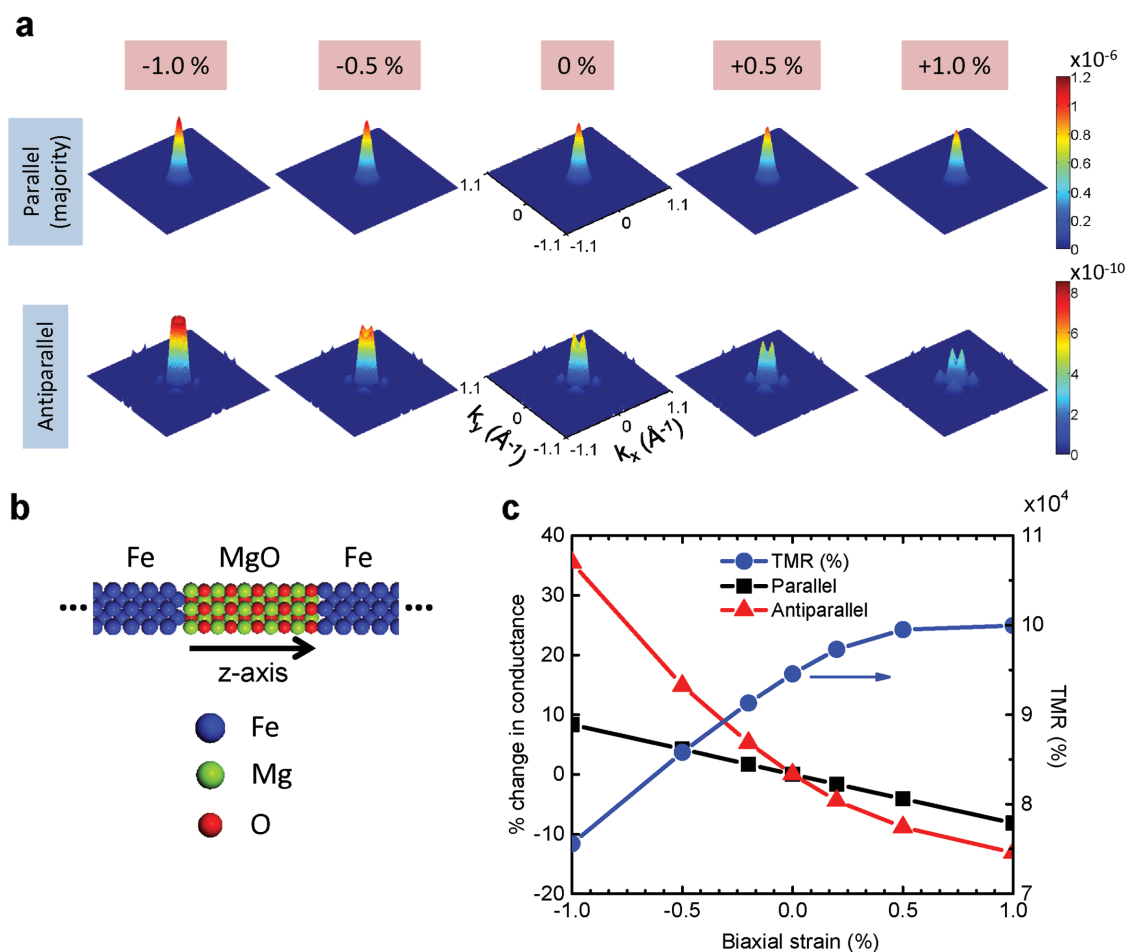 a
-1.0 %
-0.5 %
0 %
+0.5 %
+1.0 %
x10-6
Parallel
(majority)
1.2
1
0.8
0.6
0.4
0.2
0
1.1
0
-1.1
-1.1
0
1.1
Antiparallel
x10-10
8
6
4
2
0
1.1
0
-1.1
-1.1
0
1.1
ky (Å-1)
kx (Å-1)
b
Fe
MgO
Fe
z-axis
Fe
Mg
O
c
x104
TMR (%)
Parallel
Antiparallel
% change in conductance
40
30
20
10
0
-10
-20
11
10
9
8
7
TMR (%)
-1.0
-0.5
0.0
0.5
1.0
Biaxial strain (%)